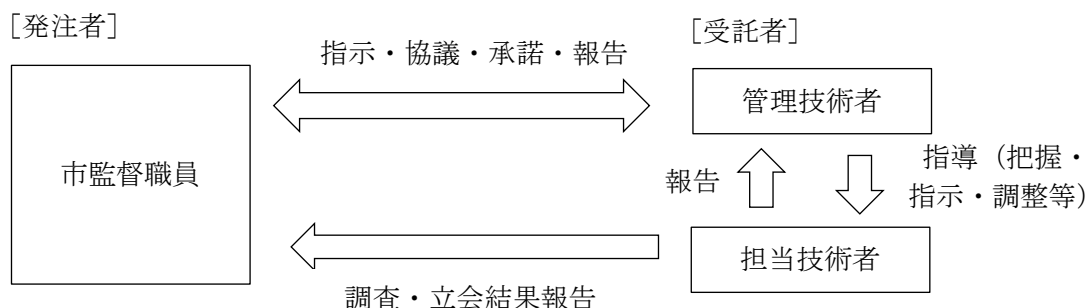 [発注者]
[受託者]
指示・協議・承諾・報告
管理技術者
市監督職員
報告
指導（把握・
指示・調整等）
担当技術者
調査・立会結果報告